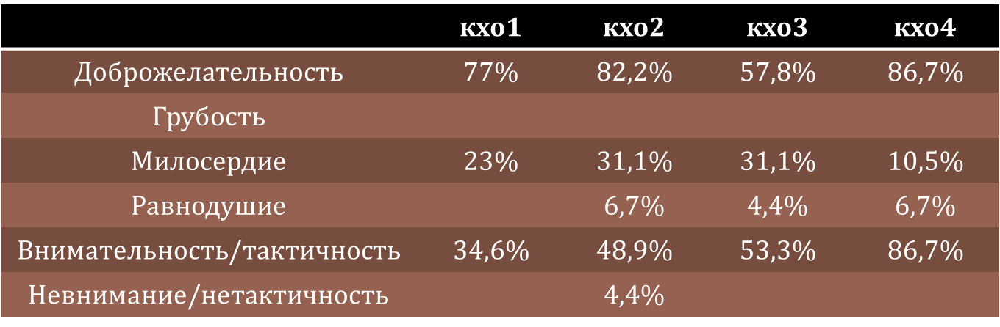 кхо1 кхо2 кхо3 кхо4
Доброжелательность 77% 82,2% 57,8% 86,7%
Грубость
Милосердие 23% 31,1% 31,1% 10,5%
Равнодушие 6,7% 4,4% 6,7%
Внимательность/тактичность 34,6% 48,9% 53,3% 86,7%
Невнимание/нетактичность 4,4%